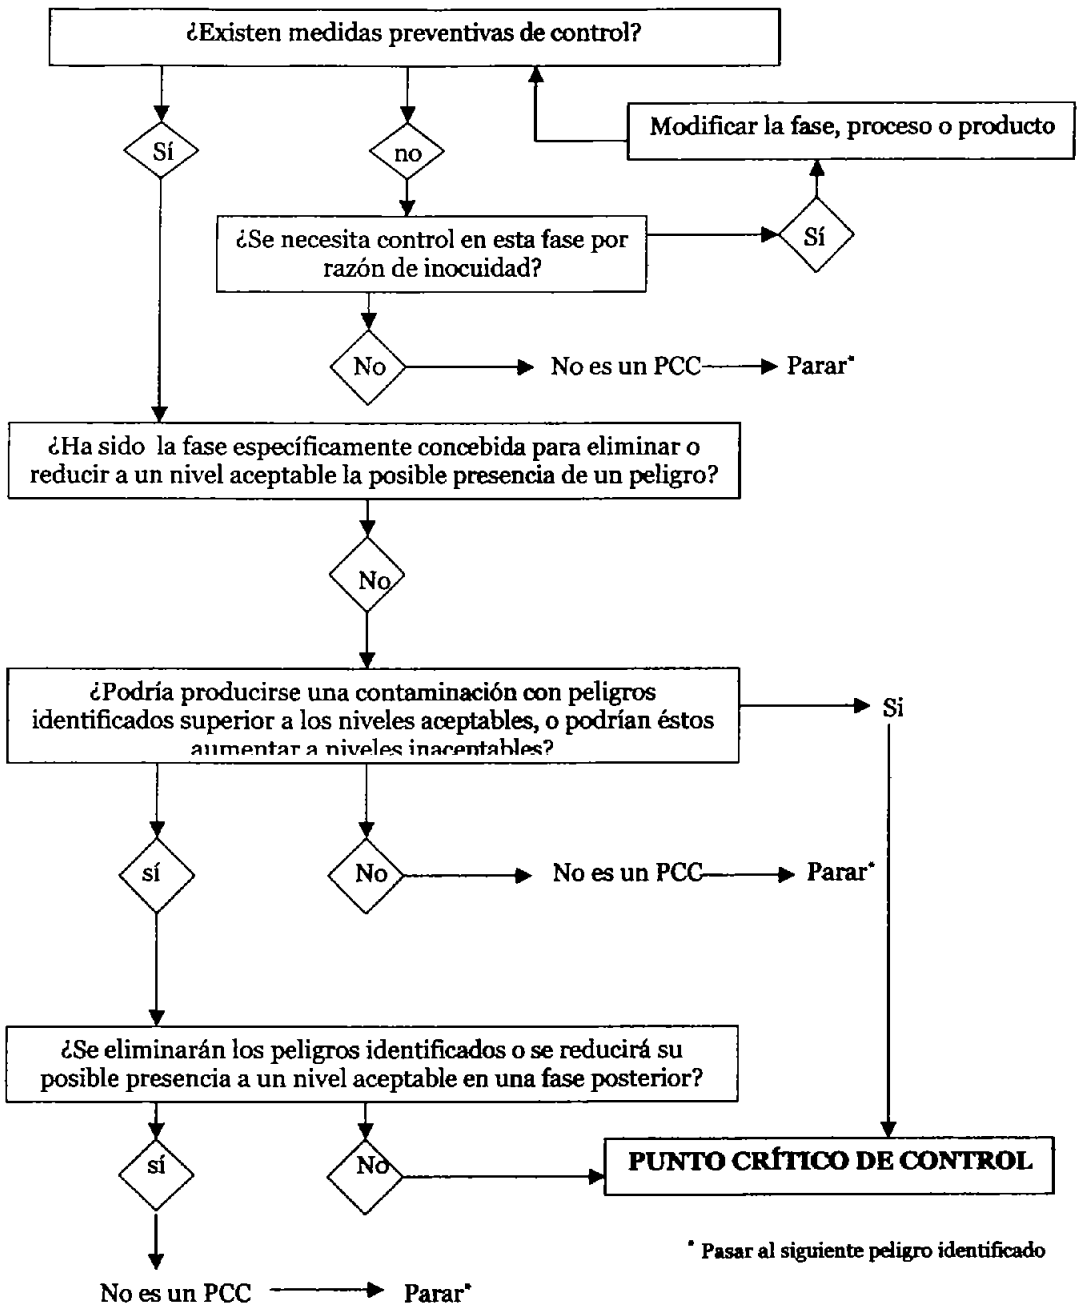 ¿Existen medidas preventivas de control?
Modificar la fase, proceso o producto
Sí
no
¿Se necesita control en esta fase por
razón de inocuidad?
Sí
No
No es un PCC
Parar*
¿Ha sido la fase específicamente concebida para eliminar o
reducir a un nivel aceptable la posible presencia de un peligro?
No
¿Podría producirse una contaminación con peligros
identificados superior a los niveles aceptables, o podrían éstos
aumentar a niveles inaceptables?
Si
sí
No
No es un PCC
Parar*
¿Se eliminarán los peligros identificados o se reducirá su
posible presencia a un nivel aceptable en una fase posterior?
sí
No
PUNTO CRÍTICO DE CONTROL
* Pasar al siguiente peligro identificado
No es un PCC
Parar*